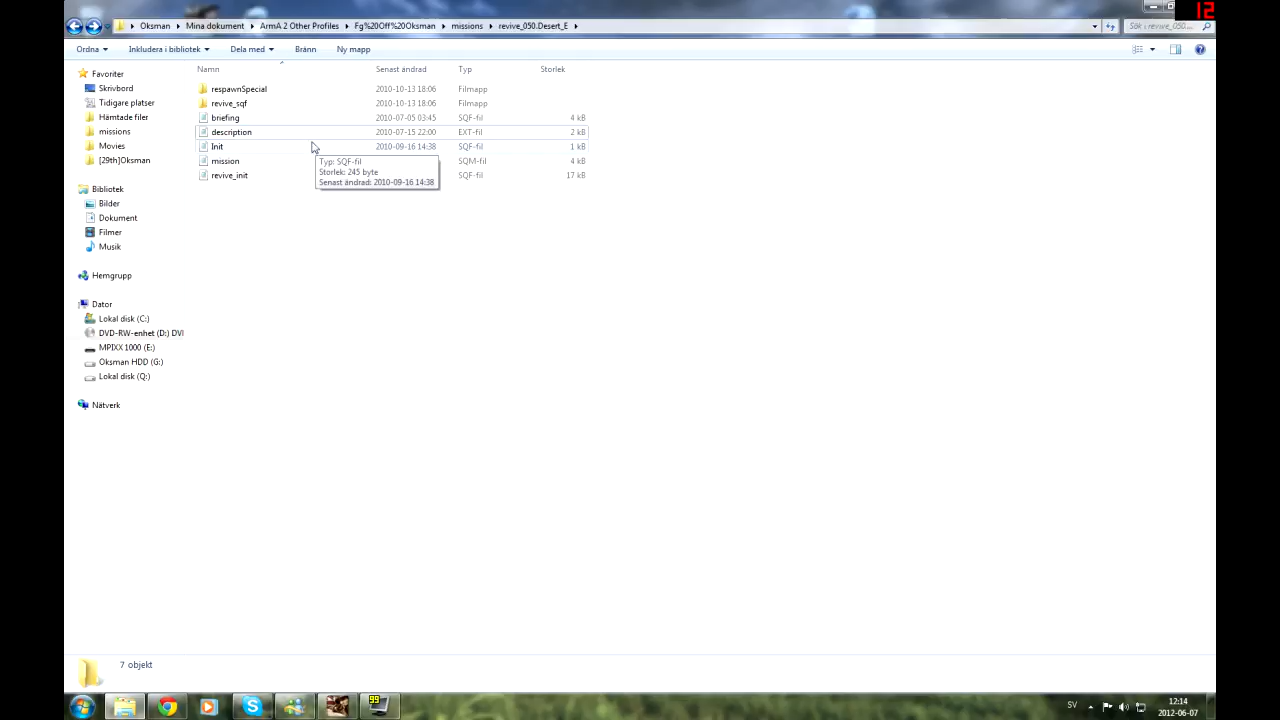 12
Oksman Mina dokument ArmA 2 Other Profiles Fg%20Off%20Oksman missions revive_050.Desert_E Sök i revive_050....
Ordna Inkludera i bibliotek Dela med Bränn Ny mapp
Namn Senast ändrad Typ Storlek
Favoriter
Skrivbord
Tidigare platser
Hämtade filer
missions
Movies
[29th]Oksman
Bibliotek
Bilder
Dokument
Filmer
Musik
Hemgrupp
Dator
Lokal disk (C:)
DVD-RW-enhet (D:) DVI
MPIXX 1000 (E:)
Oksman HDD (G:)
Lokal disk (Q:)
Nätverk
respawnSpecial 2010-10-13 18:06 Filmapp
revive_sqf 2010-10-13 18:06 Filmapp
briefing 2010-07-05 03:45 SQF-fil 4 kB
description 2010-07-15 22:00 EXT-fil 2 kB
Init 2010-09-16 14:38 SQF-fil 1 kB
mission SQM-fil 4 kB
revive_init SQF-fil 17 kB
Typ: SQF-fil
Storlek: 245 byte
Senast ändrad: 2010-09-16 14:38
7 objekt
99
SV
12:14
2012-06-07